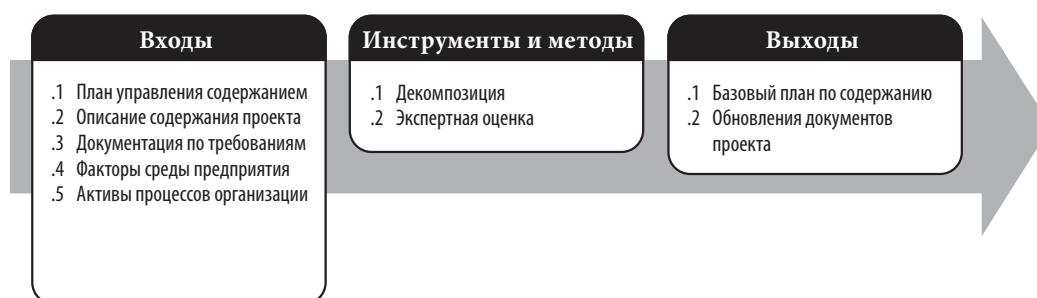 Входы
.1 План управления содержанием
.2 Описание содержания проекта
.3 Документация по требованиям
.4 Факторы среды предприятия
.5 Активы процессов организации
Инструменты и методы
.1 Декомпозиция
.2 Экспертная оценка
Выходы
.1 Базовый план по содержанию
.2 Обновления документов
проекта